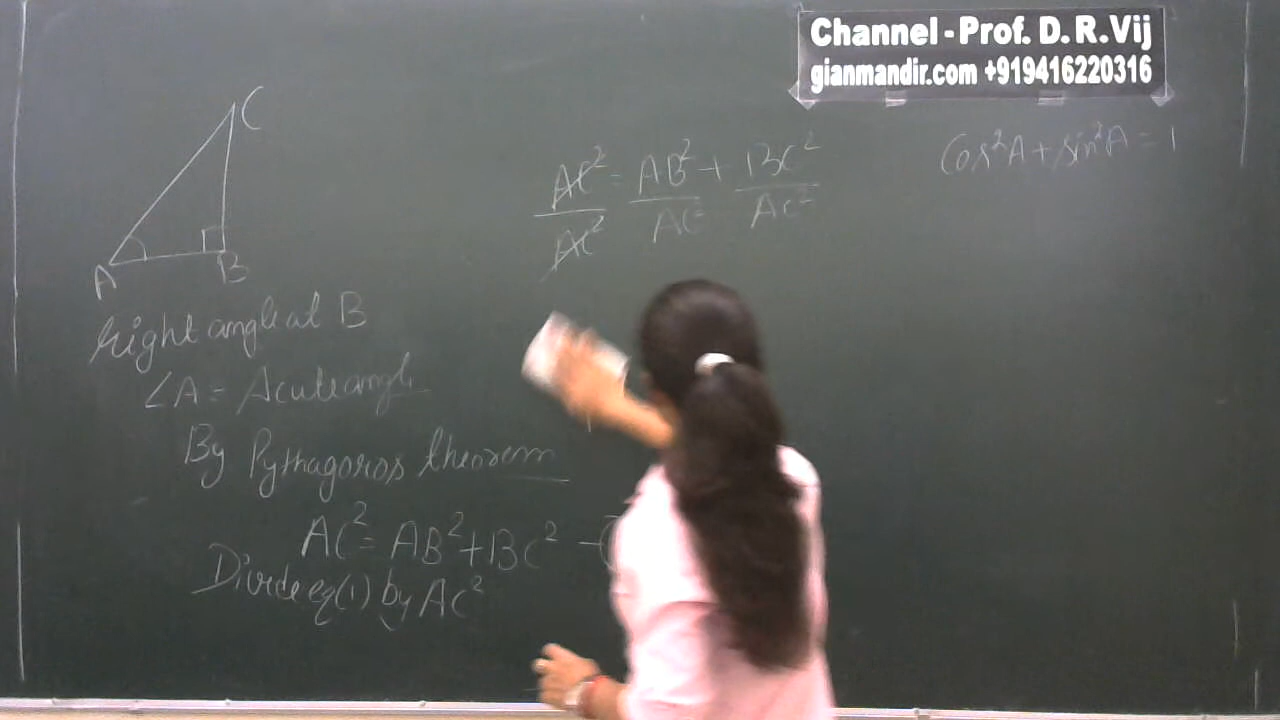 Channel - Prof. D. R. Vij
gianmandir.com +919416220316
C
A
B
Right angle at B
∠A = Acute angle
By Pythagoros theorem
AC² = AB² + BC² - (
Divide eq(1) by AC²
AC²/AC² = AB²/AC² + BC²/AC²
Cos²A + sin²A = 1